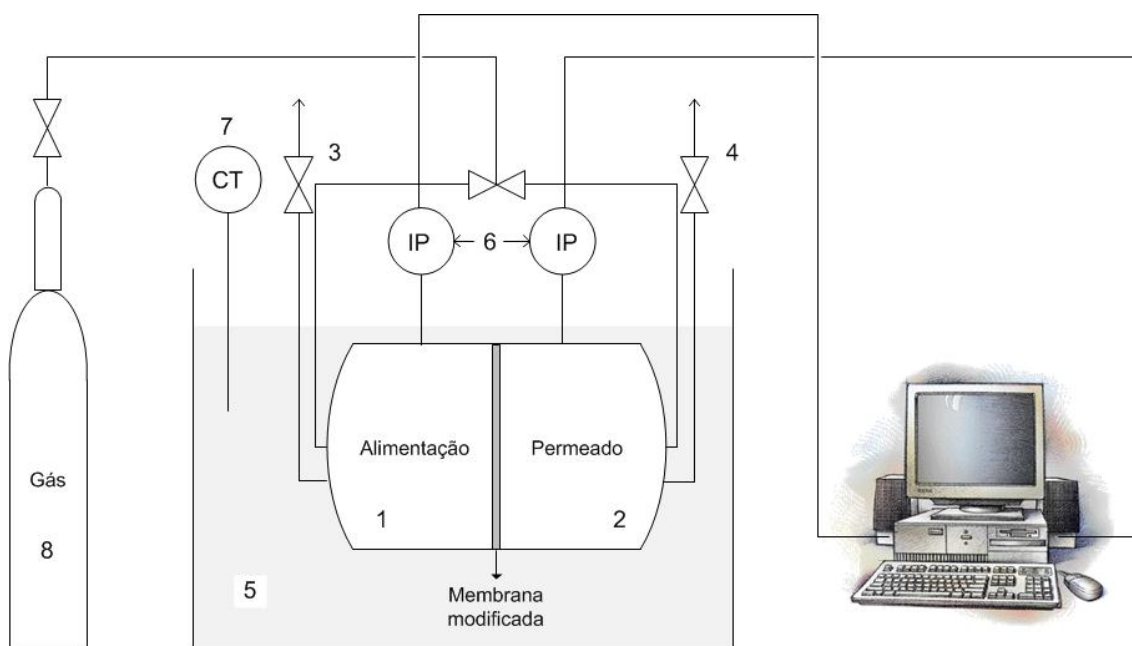 7
CT
3
4
IP
6
IP
Alimentação
Permeado
Gás
1
2
8
5
Membrana
modificada